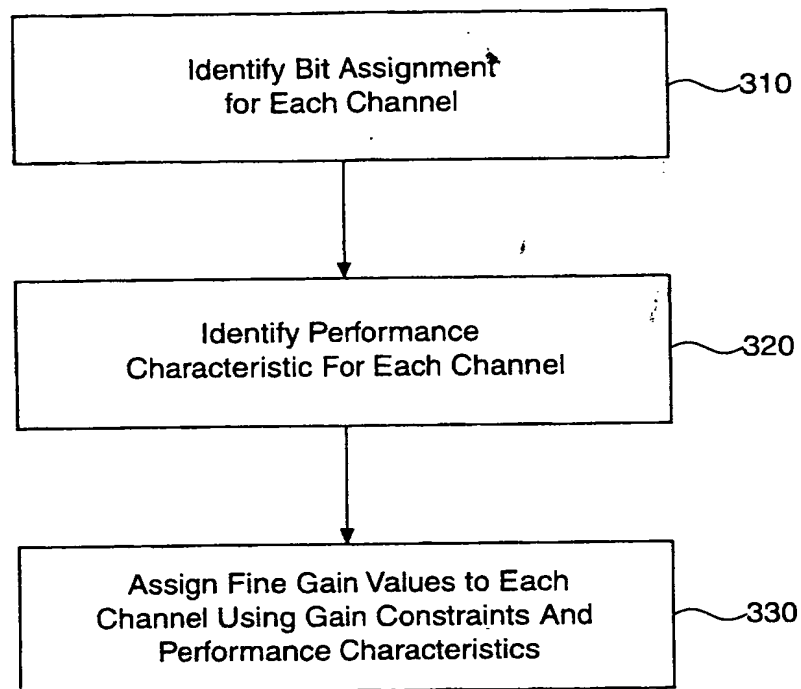 Identify Bit Assignment
for Each Channel
310
Identify Performance
Characteristic For Each Channel
320
Assign Fine Gain Values to Each
Channel Using Gain Constraints And
Performance Characteristics
330